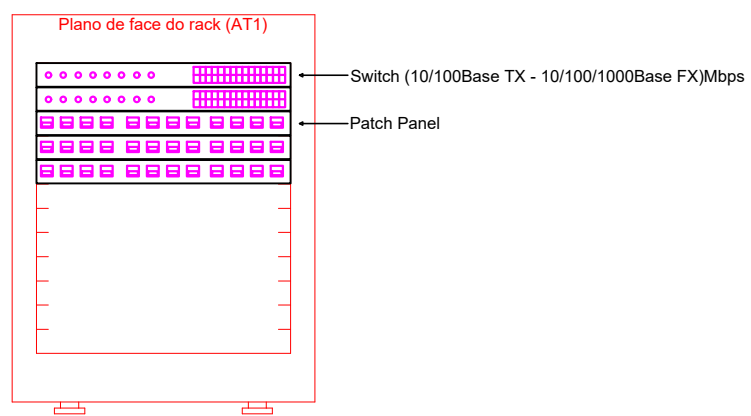 Plano de face do rack (AT1)
Switch (10/100Base TX - 10/100/1000Base FX)Mbps
Patch Panel